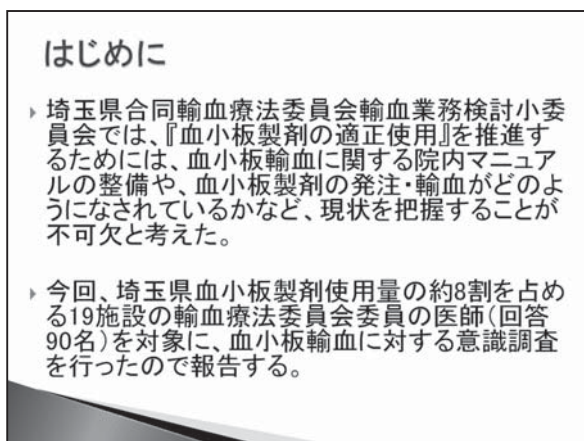 はじめに
埼玉県合同輸血療法委員会輸血業務検討小委
員会では、『血小板製剤の適正使用』を推進す
るためには、血小板輸血に関する院内マニュア
ルの整備や、血小板製剤の発注・輸血がどのよ
うになされているかなど、現状を把握することが
不可欠と考えた。
今回、埼玉県血小板製剤使用量の約8割を占め
る19施設の輸血療法委員会委員の医師（回答
90名）を対象に、血小板輸血に対する意識調査
を行ったので報告する。